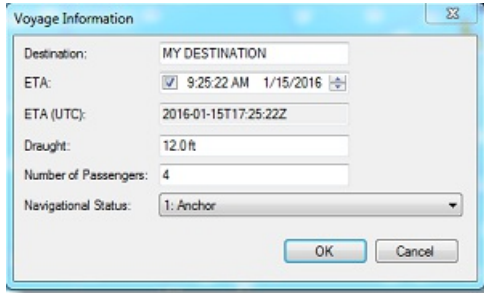 Voyage Information
Destination: MY DESTINATION
ETA: 9:25:22 AM 1/15/2016
ETA (UTC): 2016-01-15T17:25:22Z
Draught: 12.0 ft
Number of Passengers: 4
Navigational Status: 1: Anchor
OK Cancel